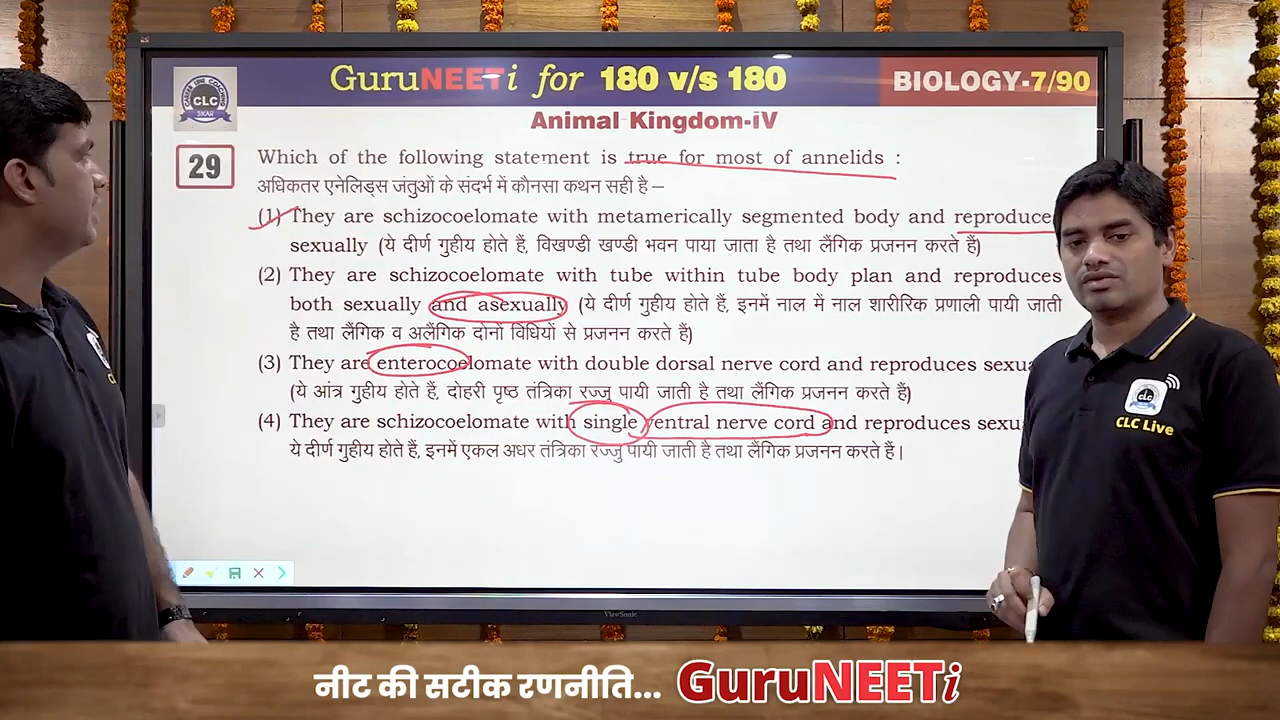 GuruNEETi for 180 v/s 180
BIOLOGY-7/90
CLC
SIKAR
Animal Kingdom-iV
29
Which of the following statement is true for most of annelids :
अधिकतर एनेलिड्स जंतुओं के संदर्भ में कौनसा कथन सही है –
(1) They are schizocoelomate with metamerically segmented body and reproduce
sexually (ये दीर्ण गुहीय होते हैं, विखण्डी खण्डी भवन पाया जाता है तथा लैंगिक प्रजनन करते हैं)
(2) They are schizocoelomate with tube within tube body plan and reproduces
both sexually and asexually (ये दीर्ण गुहीय होते हैं, इनमें नाल में नाल शारीरिक प्रणाली पायी जाती
है तथा लैंगिक व अलैंगिक दोनों विधियों से प्रजनन करते हैं)
(3) They are enterocoelomate with double dorsal nerve cord and reproduces
(ये आंत्र गुहीय होते हैं, दोहरी पृष्ठ तंत्रिका रज्जु पायी जाती है तथा लैंगिक प्रजनन करते हैं)
(4) They are schizocoelomate with single ventral nerve cord and reproduces
ये दीर्ण गुहीय होते हैं, इनमें एकल अधर तंत्रिका रज्जु पायी जाती है तथा लैंगिक प्रजनन करते हैं।
CLC
CLC Live
ViewSonic
नीट की सटीक रणनीति... GuruNEETi